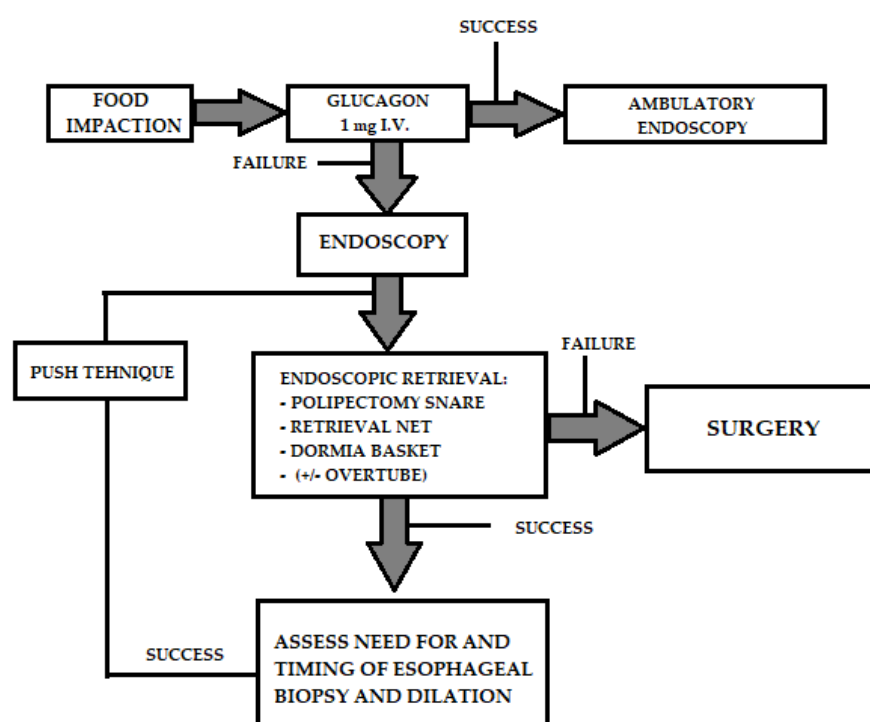 SUCCESS
FOOD
IMPACTION
GLUCAGON
1 mg I.V.
AMBULATORY
ENDOSCOPY
FAILURE
ENDOSCOPY
PUSH TEHNIQUE
ENDOSCOPIC RETRIEVAL:
- POLIPECTOMY SNARE
- RETRIEVAL NET
- DORMIA BASKET
- (+/- OVERTUBE)
FAILURE
SURGERY
SUCCESS
SUCCESS
ASSESS NEED FOR AND
TIMING OF ESOPHAGEAL
BIOPSY AND DILATION